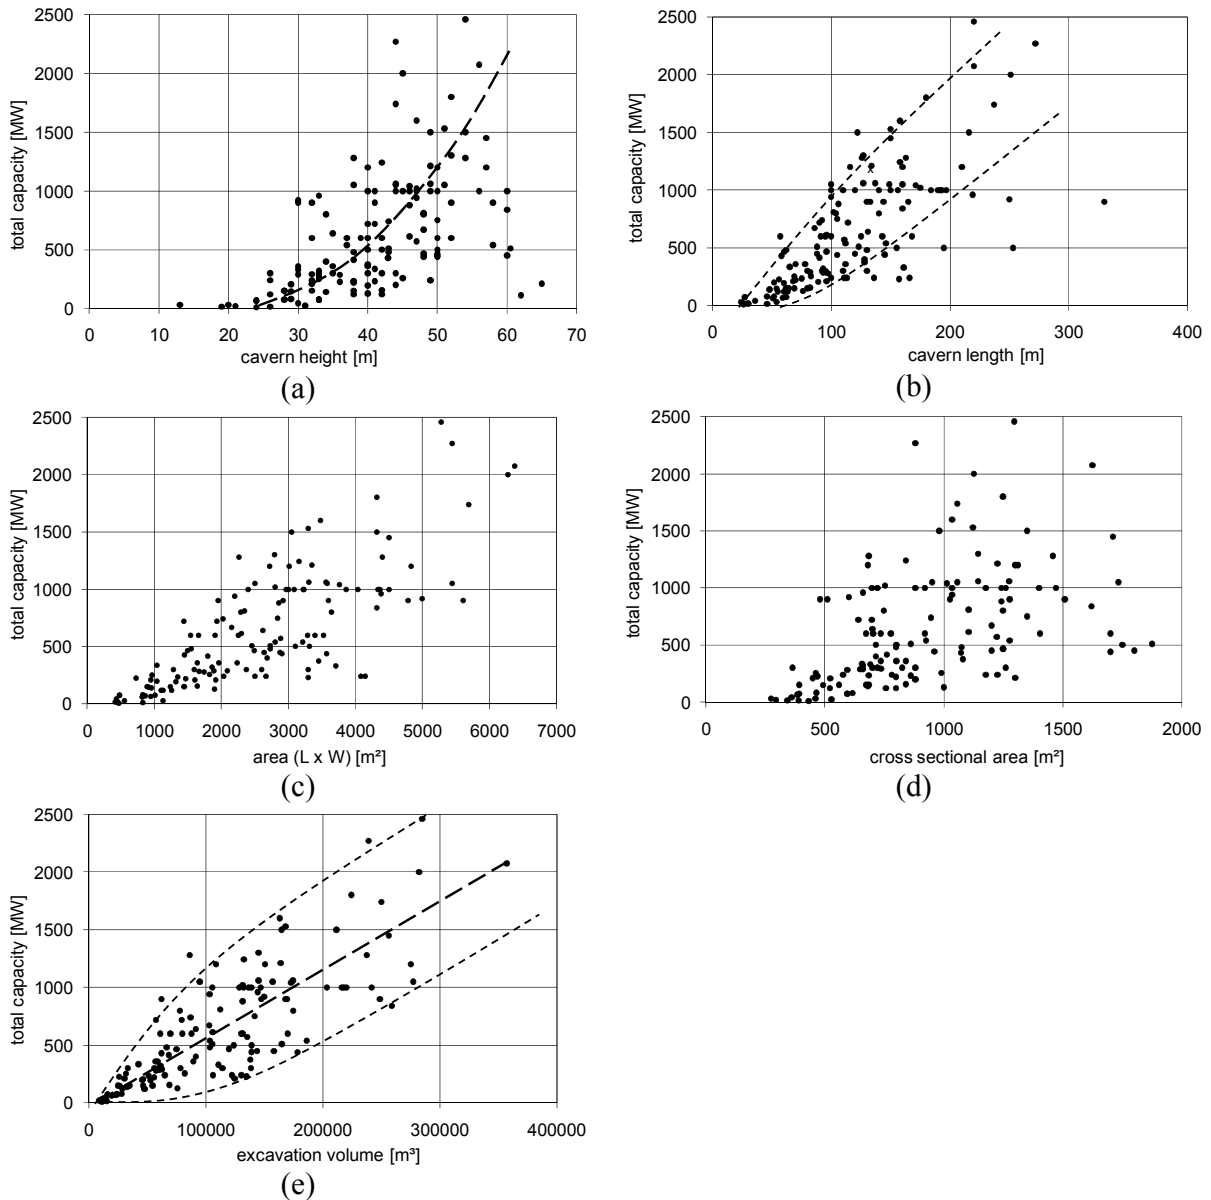 2500
2000
1500
1000
500
0
total capacity [MW]
0 10 20 30 40 50 60 70
cavern height [m]
(a)
2500
2000
1500
1000
500
0
total capacity [MW]
0 100 200 300 400
cavern length [m]
(b)
2500
2000
1500
1000
500
0
total capacity [MW]
0 1000 2000 3000 4000 5000 6000 7000
area (L x W) [m²]
(c)
2500
2000
1500
1000
500
0
total capacity [MW]
0 500 1000 1500 2000
cross sectional area [m²]
(d)
2500
2000
1500
1000
500
0
total capacity [MW]
0 100000 200000 300000 400000
excavation volume [m³]
(e)